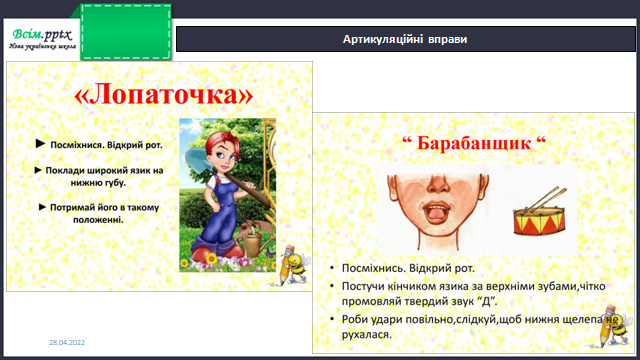 Всім.pptx
Нова українська школа
Артикуляційні вправи
«Лопаточка»
► Посміхнися. Відкрий рот.
► Поклади широкий язик на
нижню губу.
► Потримай його в такому
положенні.
“ Барабанщик “
• Посміхнись. Відкрий рот.
• Постучи кінчиком язика за верхніми зубами,чітко
промовляй твердий звук “Д”.
• Роби удари повільно,слідкуй,щоб нижня щелепа не
рухалася.
28.04.2022